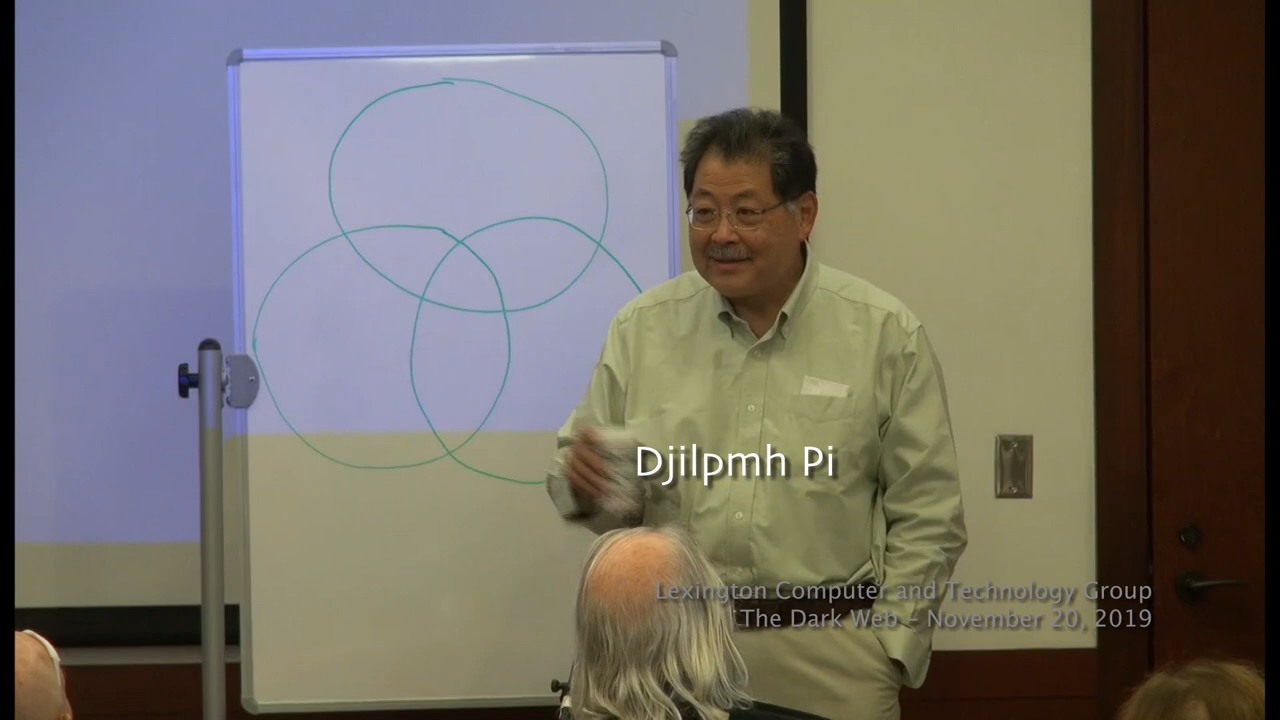 Djilpmh Pi
Lexington Computer and Technology Group
The Dark Web – November 20, 2019